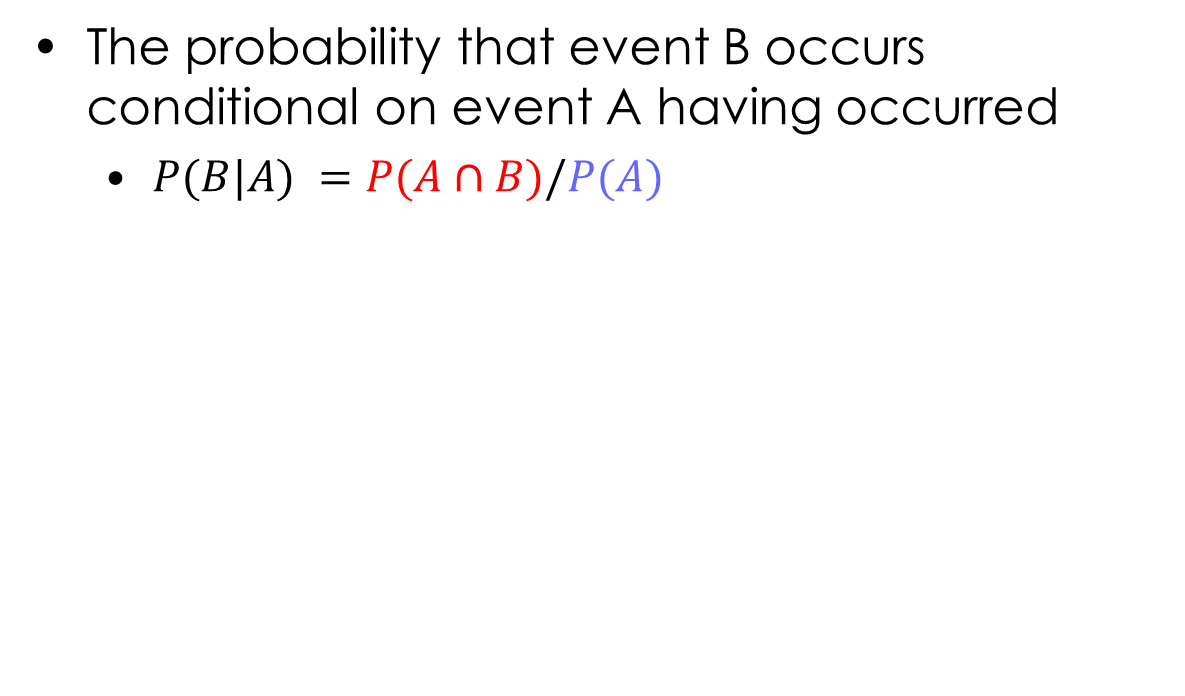 • The probability that event B occurs
conditional on event A having occurred
• P(B|A) = P(A ∩ B)/P(A)